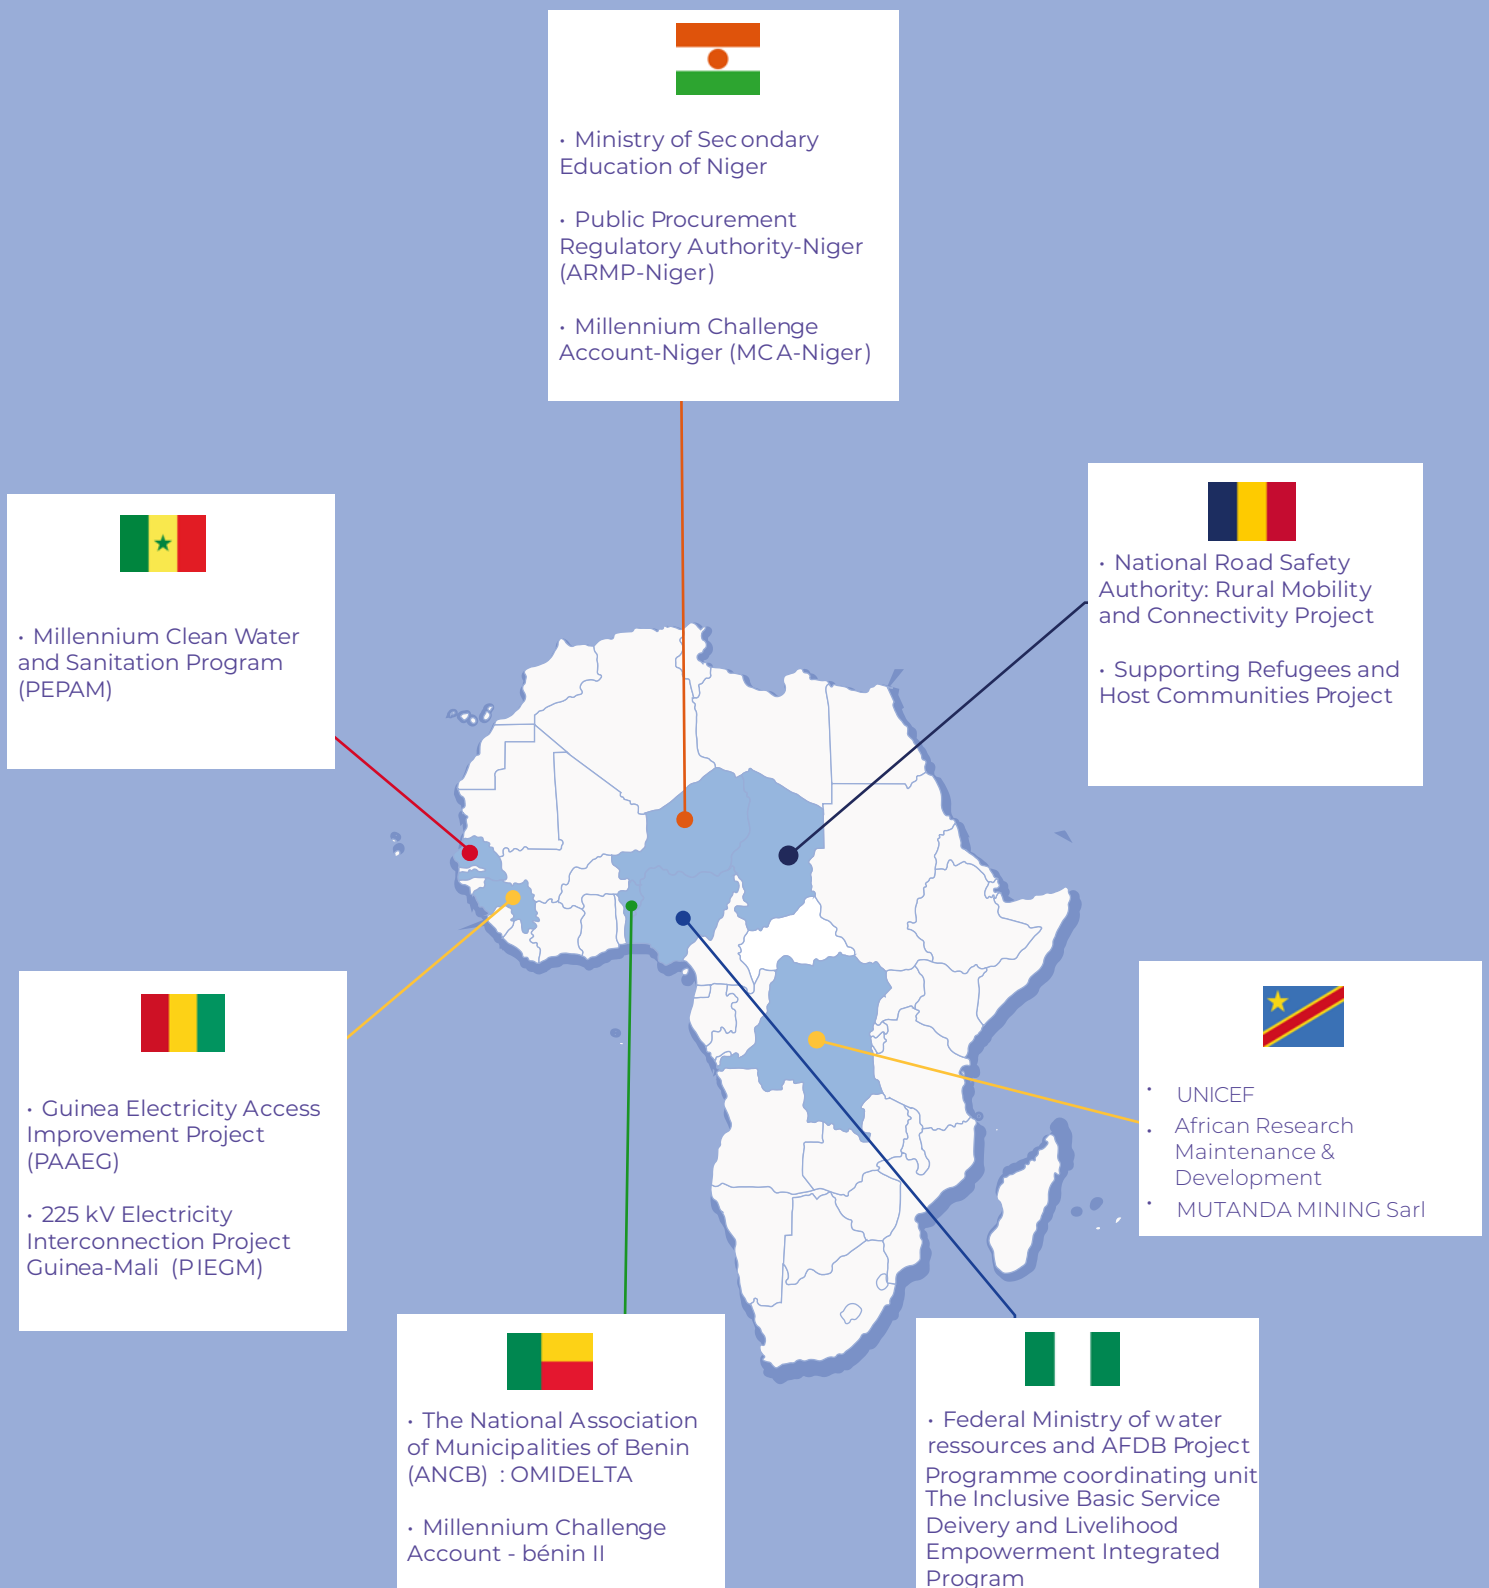 · Ministry of Secondary
Education of Niger
· Public Procurement
Regulatory Authority-Niger
(ARMP-Niger)
· Millennium Challenge
Account-Niger (MCA-Niger)
· Millennium Clean Water
and Sanitation Program
(PEPAM)
· National Road Safety
Authority: Rural Mobility
and Connectivity Project
· Supporting Refugees and
Host Communities Project
· Guinea Electricity Access
Improvement Project
(PAAEG)
· 225 kV Electricity
Interconnection Project
Guinea-Mali (PIEGM)
· UNICEF
· African Research
Maintenance &
Development
· MUTANDA MINING Sarl
· The National Association
of Municipalities of Benin
(ANCB) : OMIDELTA
· Millennium Challenge
Account - bénin II
· Federal Ministry of water
ressources and AFDB Project
Programme coordinating unit
The Inclusive Basic Service
Deivery and Livelihood
Empowerment Integrated
Program